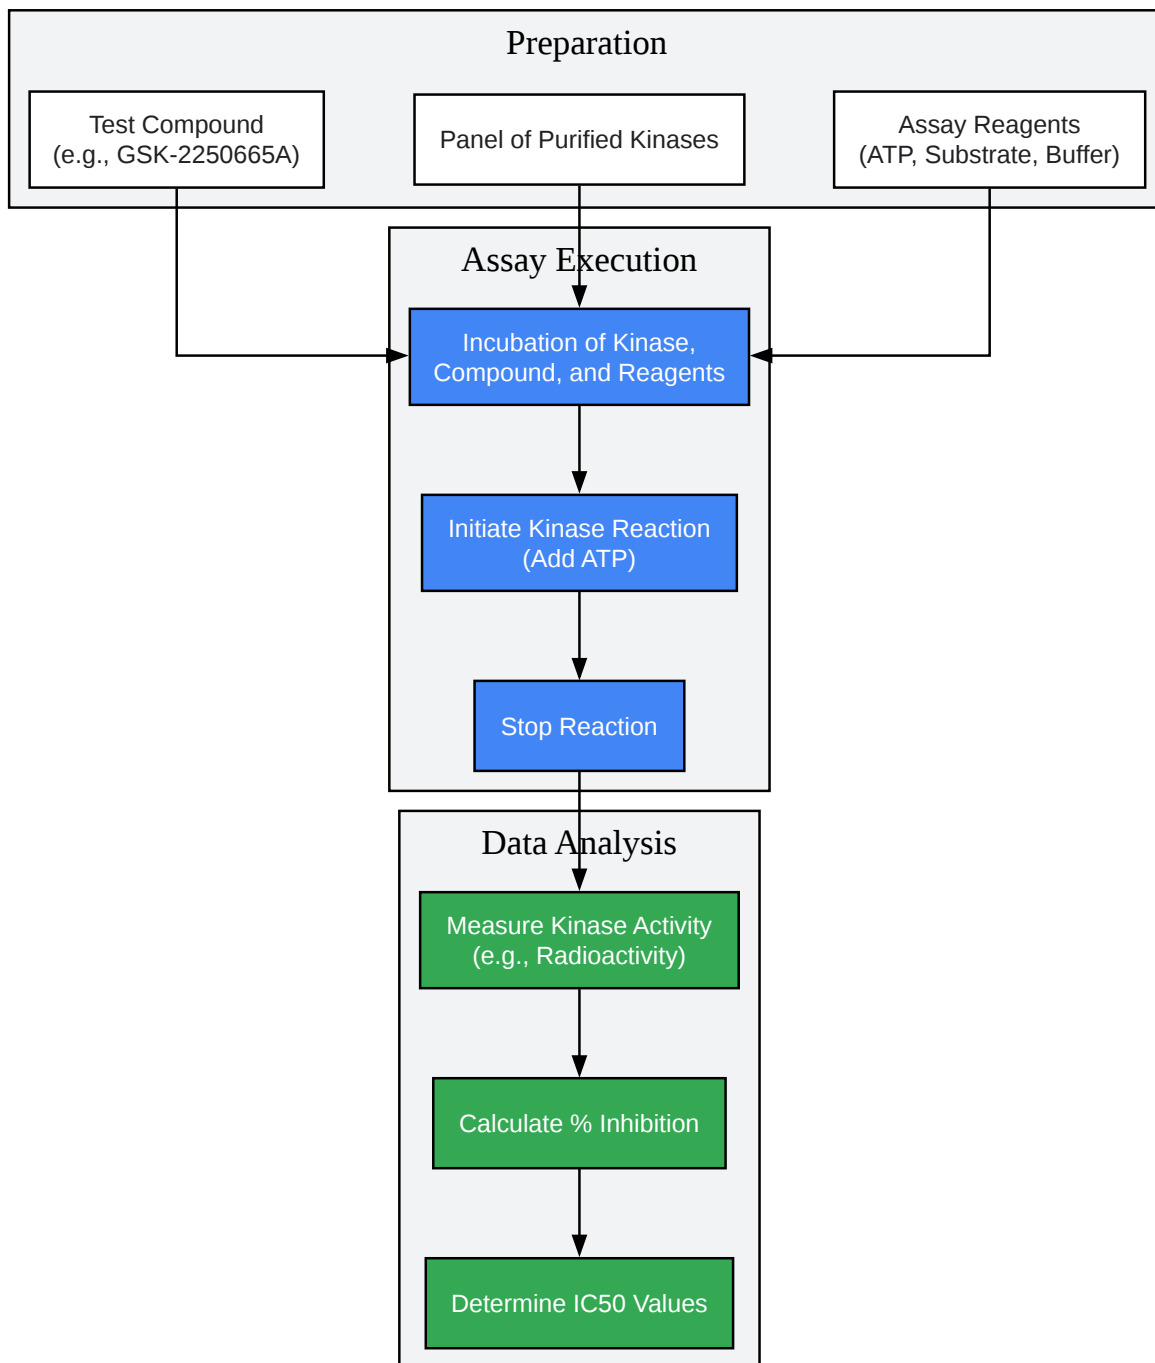 Preparation
Test Compound
(e.g., GSK-2250665A)
Panel of Purified Kinases
Assay Reagents
(ATP, Substrate, Buffer)
Assay Execution
Incubation of Kinase,
Compound, and Reagents
Initiate Kinase Reaction
(Add ATP)
Stop Reaction
Data Analysis
Measure Kinase Activity
(e.g., Radioactivity)
Calculate % Inhibition
Determine IC50 Values